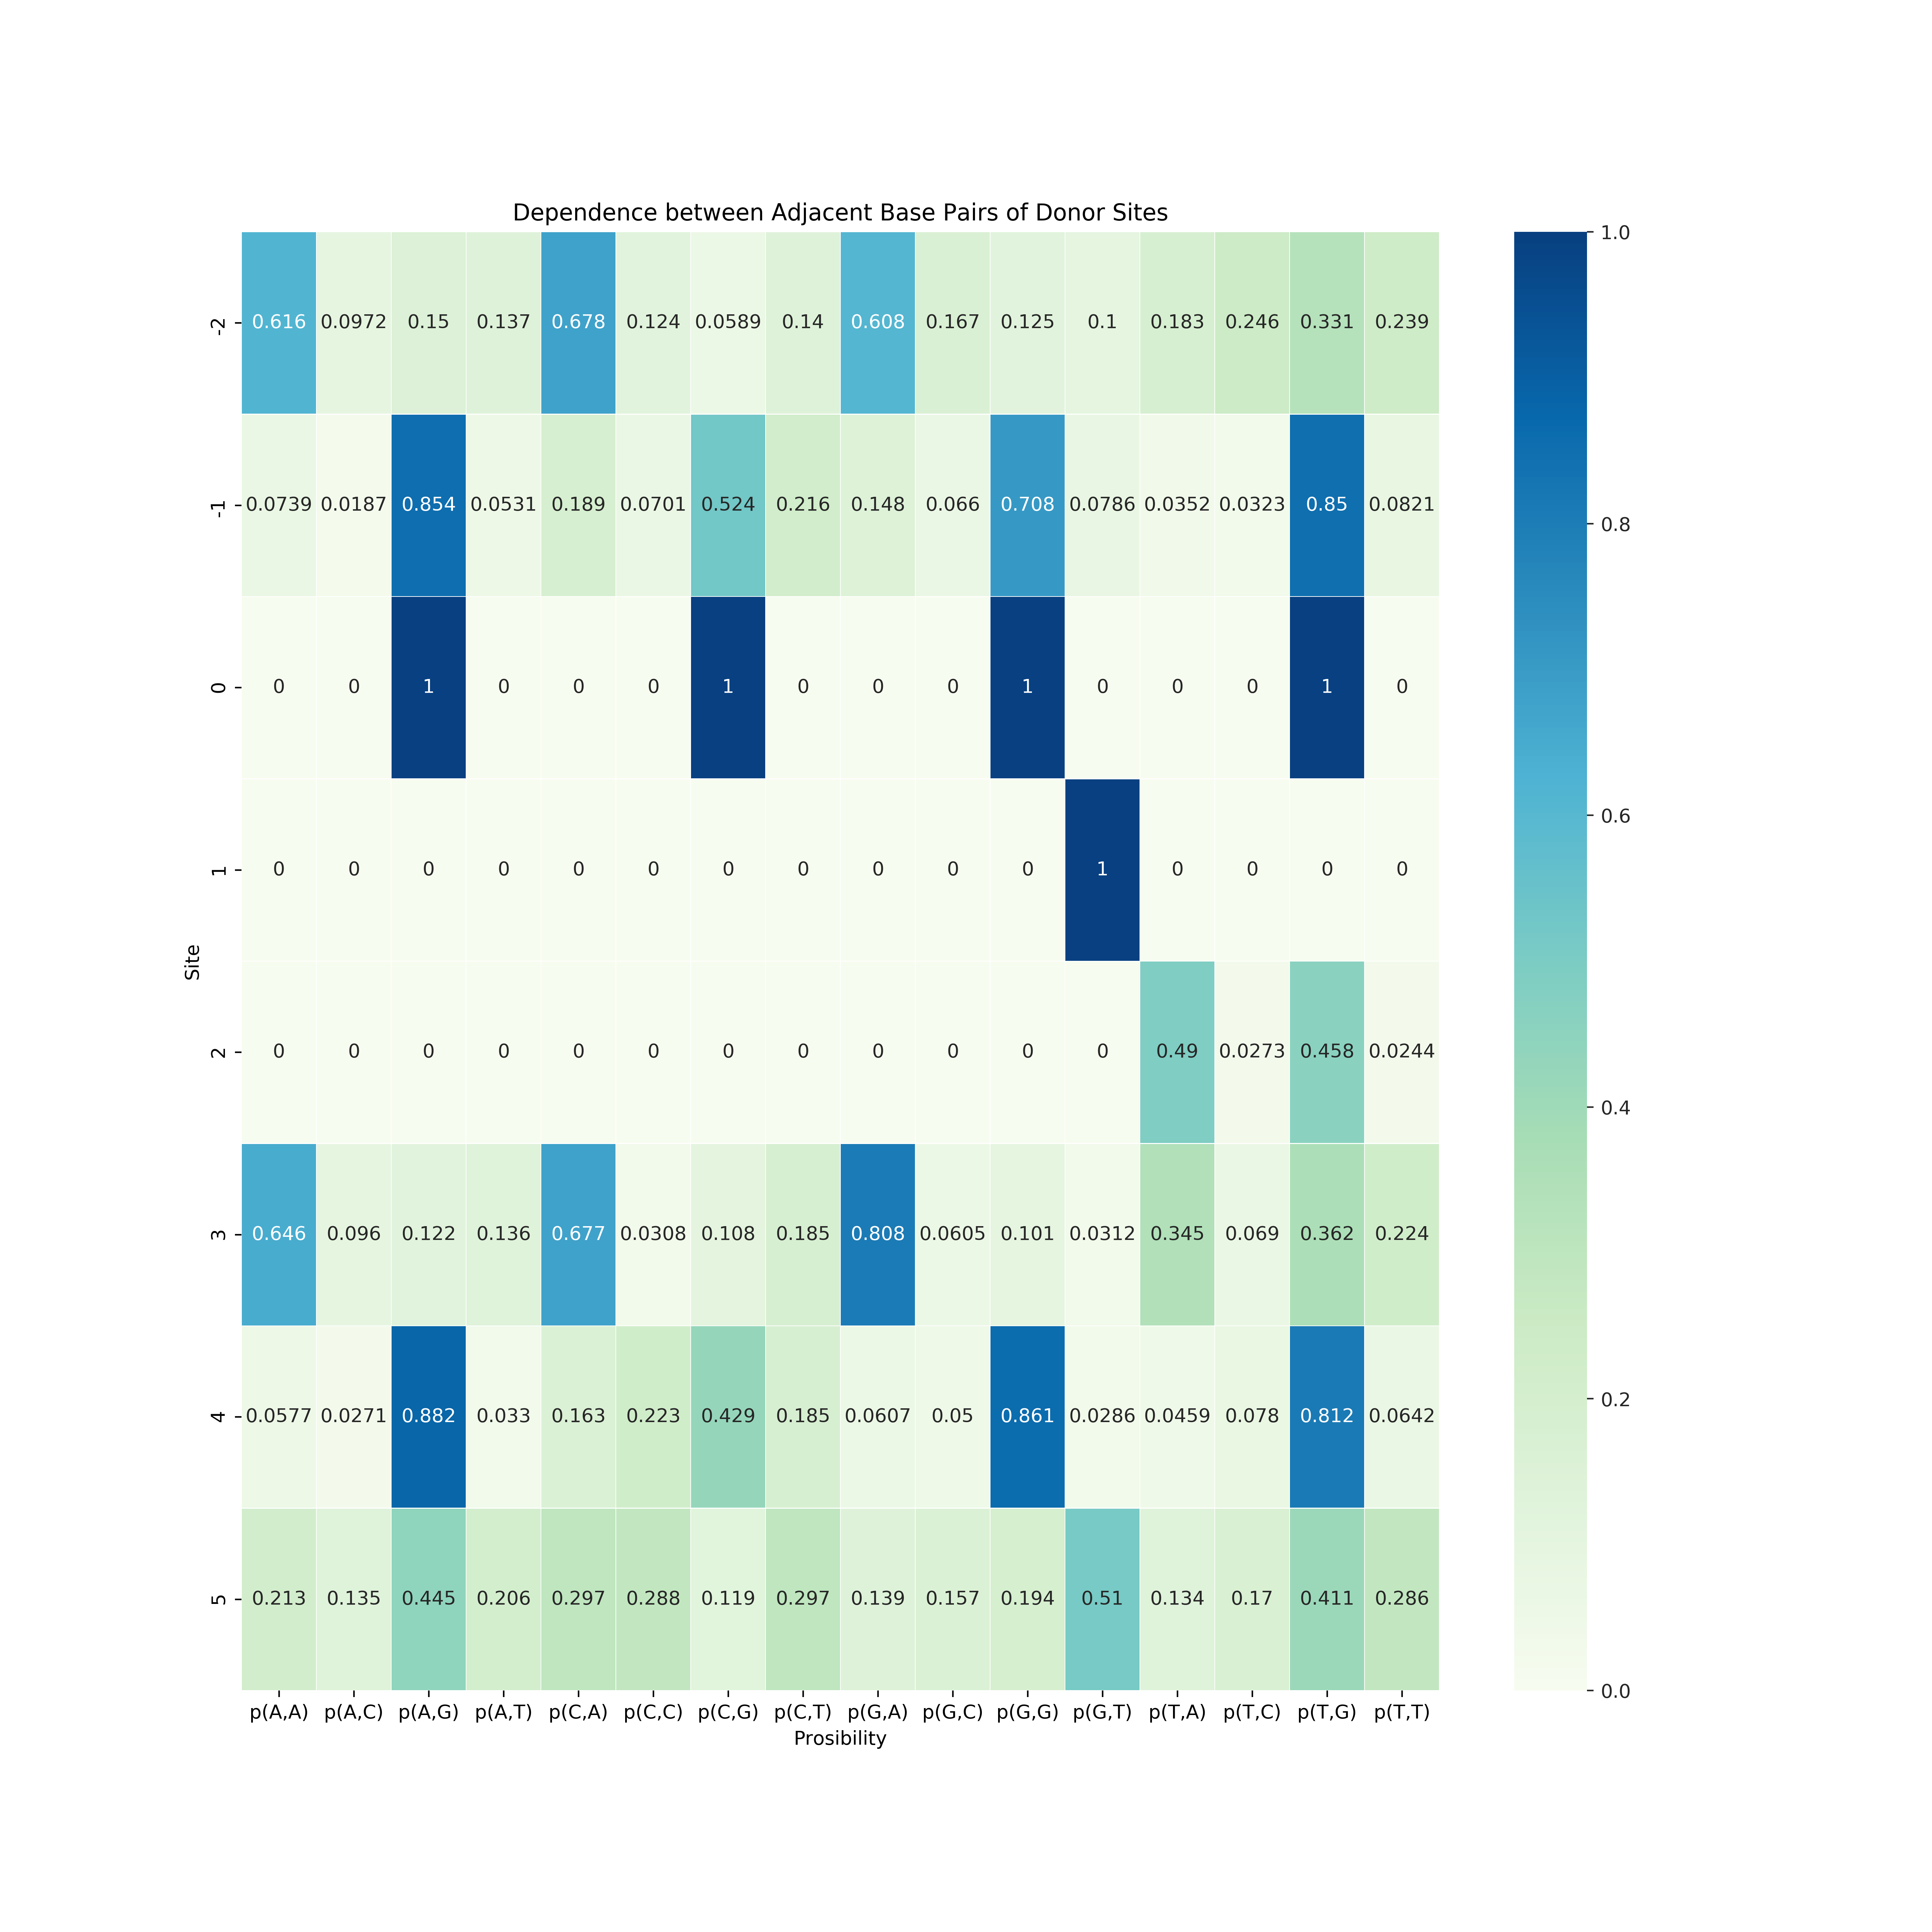 Dependence between Adjacent Base Pairs of Donor Sites
-2 0.616 0.0972 0.15 0.137 0.678 0.124 0.0589 0.14 0.608 0.167 0.125 0.1 0.183 0.246 0.331 0.239
-1 0.0739 0.0187 0.854 0.0531 0.189 0.0701 0.524 0.216 0.148 0.066 0.708 0.0786 0.0352 0.0323 0.85 0.0821
0 0 0 1 0 0 0 1 0 0 0 1 0 0 0 1 0
1 0 0 0 0 0 0 0 0 0 0 0 1 0 0 0 0
Site
2 0 0 0 0 0 0 0 0 0 0 0 0 0.49 0.0273 0.458 0.0244
3 0.646 0.096 0.122 0.136 0.677 0.0308 0.108 0.185 0.808 0.0605 0.101 0.0312 0.345 0.069 0.362 0.224
4 0.0577 0.0271 0.882 0.033 0.163 0.223 0.429 0.185 0.0607 0.05 0.861 0.0286 0.0459 0.078 0.812 0.0642
5 0.213 0.135 0.445 0.206 0.297 0.288 0.119 0.297 0.139 0.157 0.194 0.51 0.134 0.17 0.411 0.286
p(A,A) p(A,C) p(A,G) p(A,T) p(C,A) p(C,C) p(C,G) p(C,T) p(G,A) p(G,C) p(G,G) p(G,T) p(T,A) p(T,C) p(T,G) p(T,T)
Prosibility
1.0
0.8
0.6
0.4
0.2
0.0